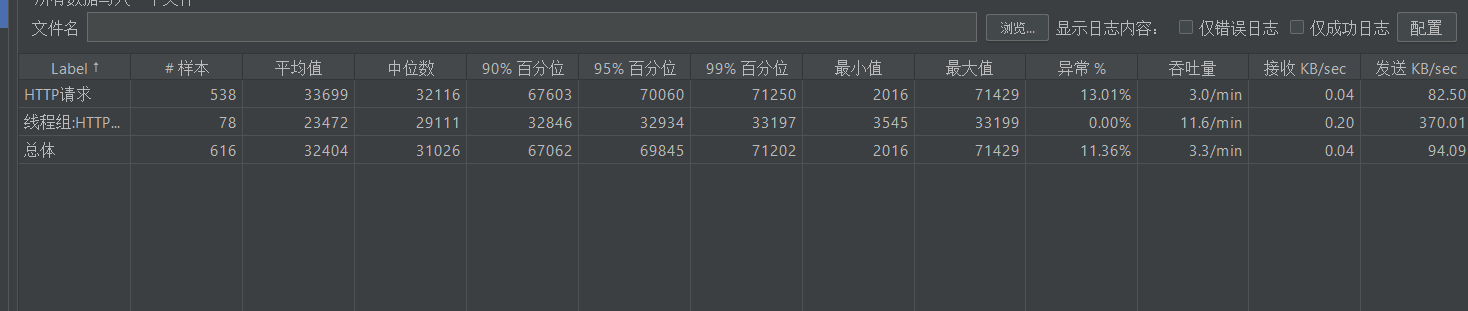 文件名 浏览... 显示日志内容： 仅错误日志 仅成功日志 配置
Label ↑ # 样本 平均值 中位数 90% 百分位 95% 百分位 99% 百分位 最小值 最大值 异常 % 吞吐量 接收 KB/sec 发送 KB/sec
HTTP请求 538 33699 32116 67603 70060 71250 2016 71429 13.01% 3.0/min 0.04 82.50
线程组:HTTP... 78 23472 29111 32846 32934 33197 3545 33199 0.00% 11.6/min 0.20 370.01
总体 616 32404 31026 67062 69845 71202 2016 71429 11.36% 3.3/min 0.04 94.09